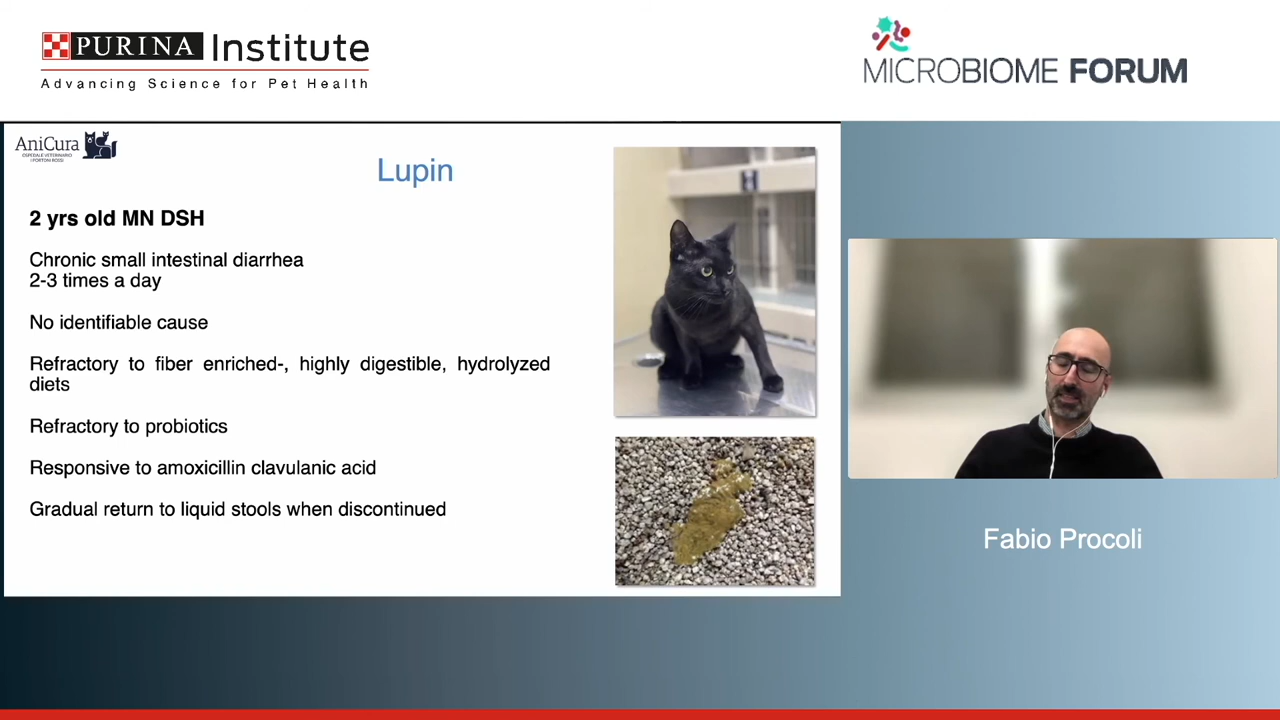 PURINA Institute
Advancing Science for Pet Health
MICROBIOME FORUM
AniCura
OSPEDALE VETERINARIO
I PORTONI ROSSI
Lupin
2 yrs old MN DSH
Chronic small intestinal diarrhea
2-3 times a day
No identifiable cause
Refractory to fiber enriched-, highly digestible, hydrolyzed
diets
Refractory to probiotics
Responsive to amoxicillin clavulanic acid
Gradual return to liquid stools when discontinued
Fabio Procoli